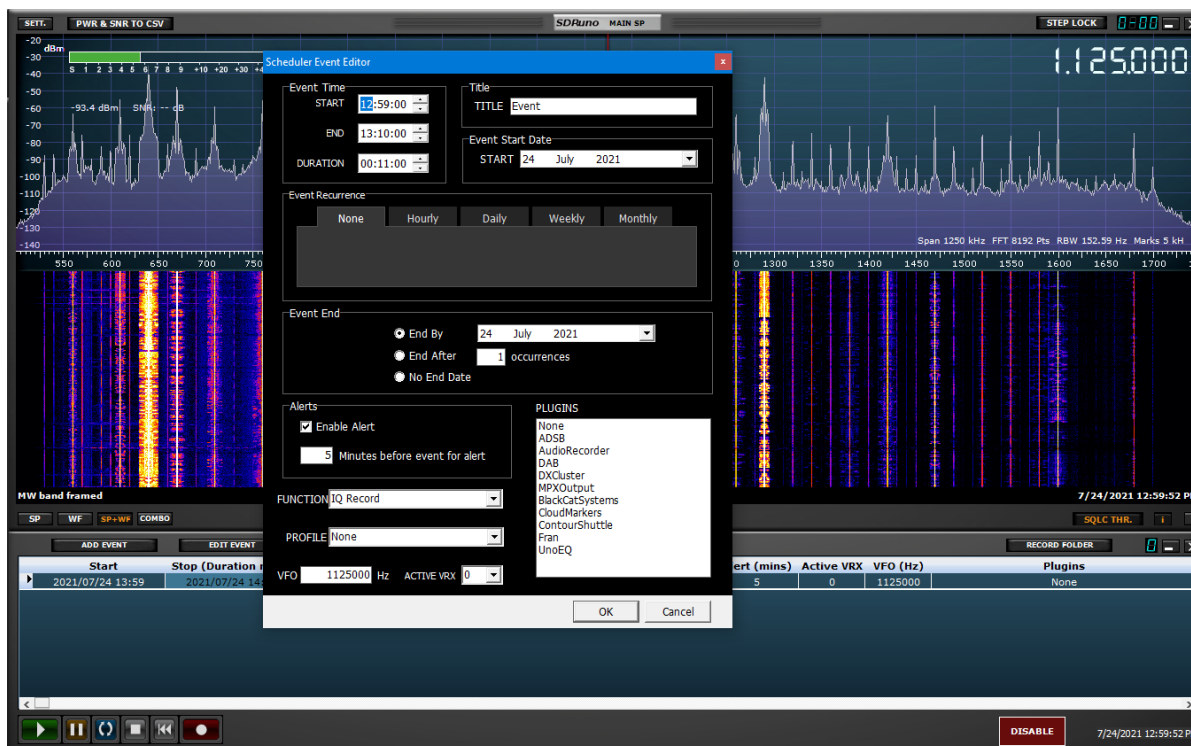 SETT. PWR & SNR TO CSV SDRuno MAIN SP STEP LOCK 0-00
-20 dBm
-30
S 1 2 3 4 5 6 7 8 9 +10 +20 +30
1.125.000
-40
-50
-60 -93.4 dBm SNR: -- dB
-70
-80
-90
-100
-110
-120
-130
-140
Span 1250 kHz FFT 8192 Pts RBW 152.59 Hz Marks 5 kH
550 600 650 700 750
1300 1350 1400 1450 1500 1550 1600 1650 1700
MW band framed
7/24/2021 12:59:52 P
SP WF SP+WF COMBO SQLC THR. i
Scheduler Event Editor x
Event Time
START 12:59:00
END 13:10:00
DURATION 00:11:00
Title
TITLE Event
Event Start Date
START 24 July 2021
Event Recurrence
None Hourly Daily Weekly Monthly
Event End
End By 24 July 2021
End After 1 occurrences
No End Date
Alerts
Enable Alert
5 Minutes before event for alert
FUNCTION IQ Record
PROFILE None
VFO 1125000 Hz ACTIVE VRX 0
PLUGINS
None
ADSB
AudioRecorder
DAB
DXCluster
MPXOutput
BlackCatSystems
CloudMarkers
ContourShuttle
Fran
UnoEQ
OK Cancel
ADD EVENT EDIT EVENT RECORD FOLDER 0
Start Stop (Duration ert (mins) Active VRX VFO (Hz) Plugins
2021/07/24 13:59 2021/07/24 14: 5 0 1125000 None
DISABLE 7/24/2021 12:59:52 P